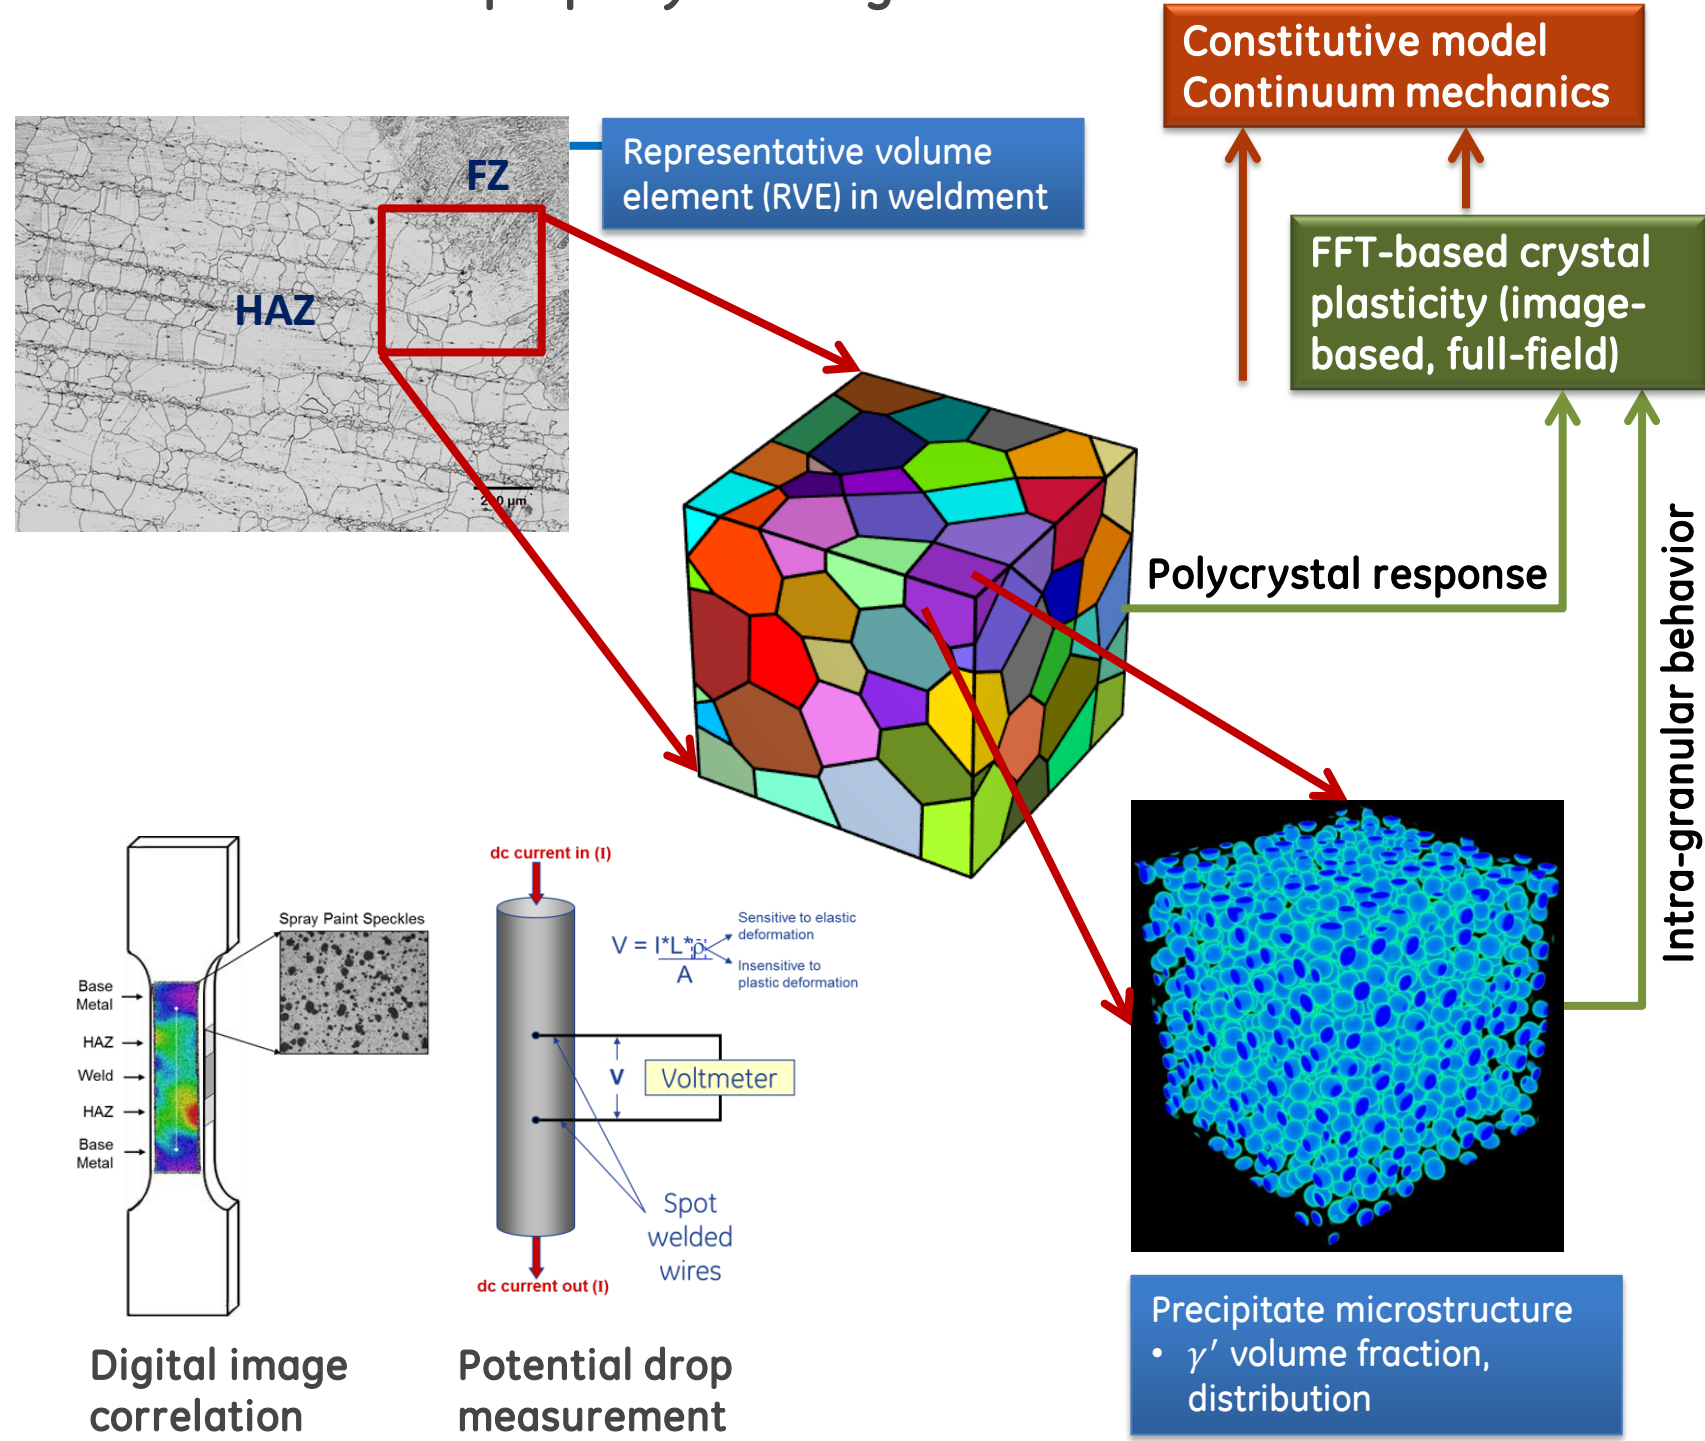 Constitutive model
Continuum mechanics
FZ
Representative volume
element (RVE) in weldment
HAZ
FFT-based crystal
plasticity (image-
based, full-field)
Polycrystal response
Intra-granular behavior
dc current in (I)
Spray Paint Speckles
V = I*L*ρ
A
Sensitive to elastic
deformation
Insensitive to
plastic deformation
Base
Metal
HAZ
Weld
HAZ
Base
Metal
V
Voltmeter
Spot
welded
wires
dc current out (I)
Precipitate microstructure
• γ′ volume fraction,
distribution
Digital image
correlation
Potential drop
measurement